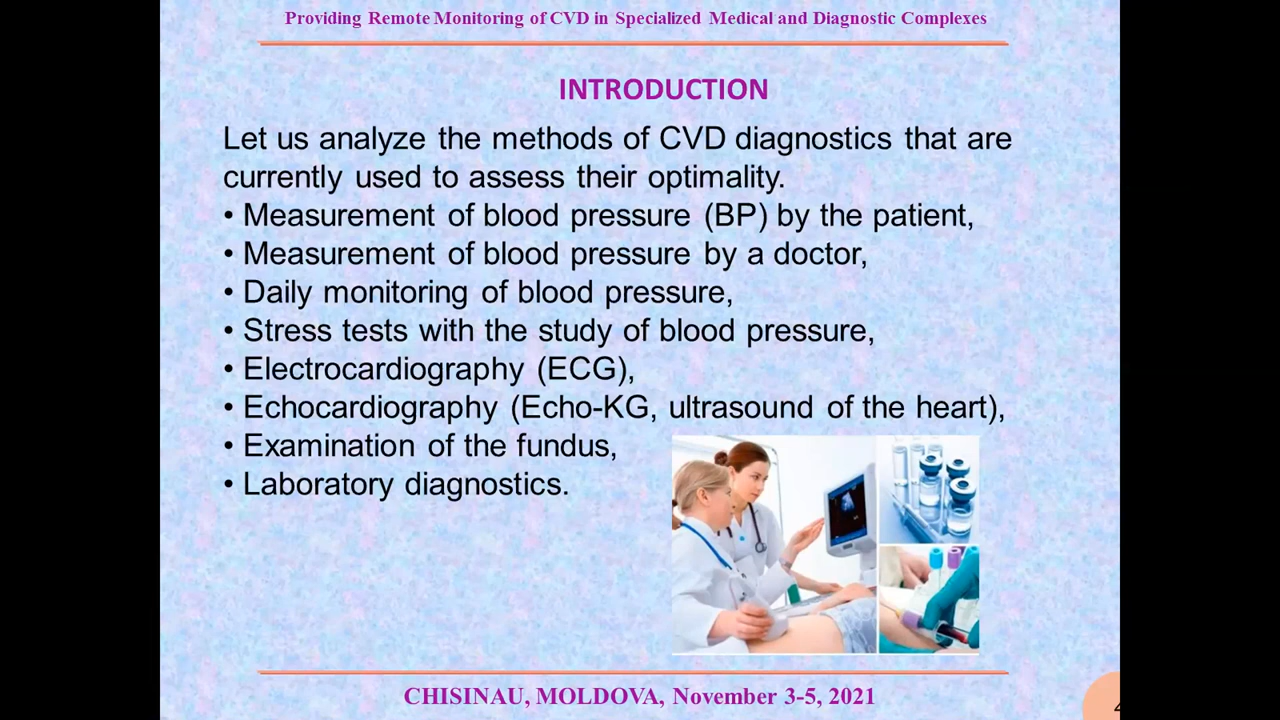 Providing Remote Monitoring of CVD in Specialized Medical and Diagnostic Complexes
INTRODUCTION
Let us analyze the methods of CVD diagnostics that are
currently used to assess their optimality.
• Measurement of blood pressure (BP) by the patient,
• Measurement of blood pressure by a doctor,
• Daily monitoring of blood pressure,
• Stress tests with the study of blood pressure,
• Electrocardiography (ECG),
• Echocardiography (Echo-KG, ultrasound of the heart),
• Examination of the fundus,
• Laboratory diagnostics.
CHISINAU, MOLDOVA, November 3-5, 2021